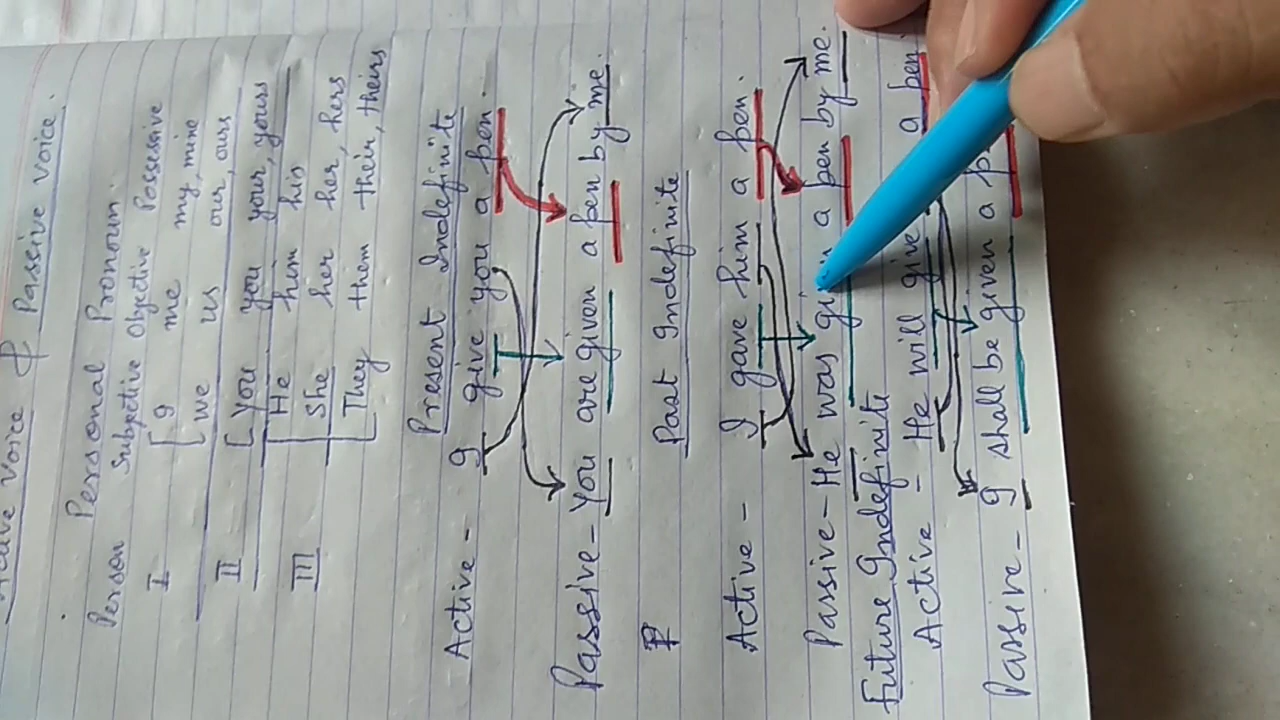 Active Voice & Passive Voice.
Personal Pronoun.
Person Subjective Objective Possessive
I I me my, mine
we us our, ours
II You you your, yours
He him his
III She her her, hers
They them their, theirs
Present Indefinite
Active - I give you a pen.
Passive - You are given a pen by me.
Past Indefinite
P
Active - I gave him a pen.
Passive - He was a pen by me.
Future Indefinite
Active - He will give a pen.
Passive - I shall be given a